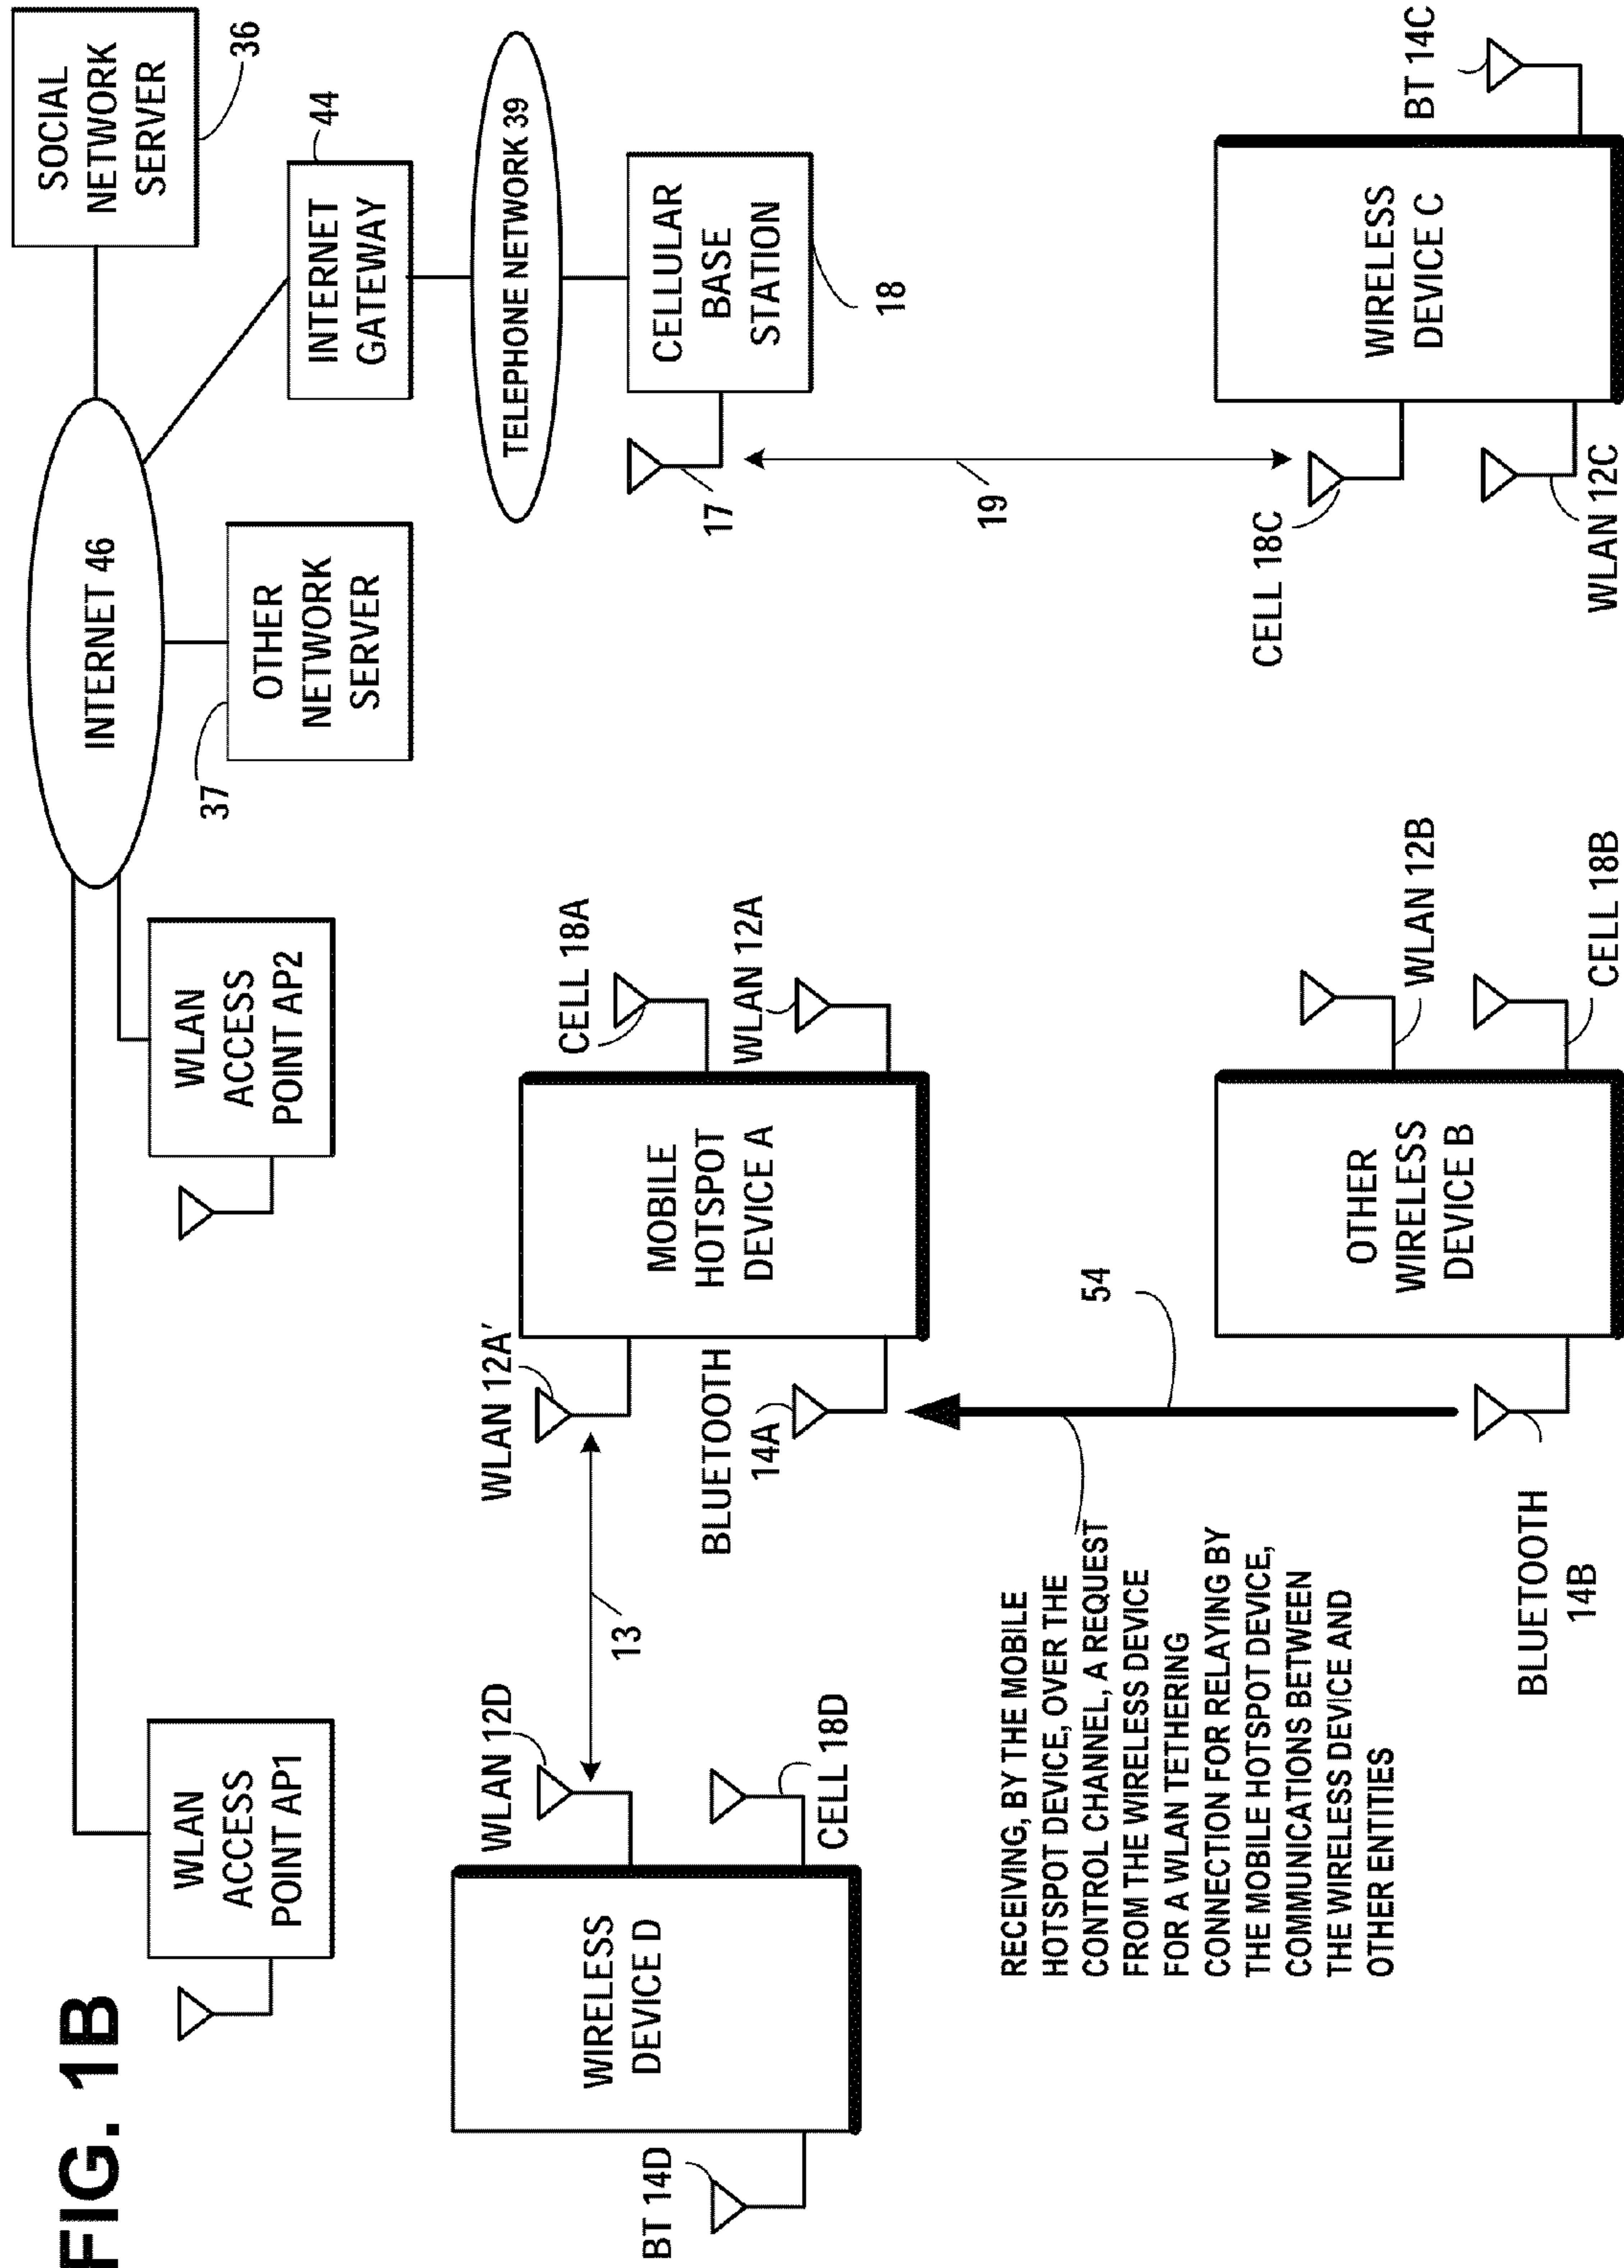 FIG. 1B
WLAN
ACCESS
POINT AP1
WLAN
ACCESS
POINT AP2
INTERNET 46
SOCIAL
NETWORK
SERVER
36
37
OTHER
NETWORK
SERVER
INTERNET
GATEWAY
44
TELEPHONE NETWORK 39
CELLULAR
BASE
STATION
17
18
19
BT 14D
WIRELESS
DEVICE D
WLAN 12D
CELL 18D
13
WLAN 12A'
BLUETOOTH
14A
MOBILE
HOTSPOT
DEVICE A
CELL 18A
WLAN 12A
RECEIVING, BY THE MOBILE
HOTSPOT DEVICE, OVER THE
CONTROL CHANNEL, A REQUEST
FROM THE WIRELESS DEVICE
FOR A WLAN TETHERING
CONNECTION FOR RELAYING BY
THE MOBILE HOTSPOT DEVICE,
COMMUNICATIONS BETWEEN
THE WIRELESS DEVICE AND
OTHER ENTITIES
54
BLUETOOTH
14B
OTHER
WIRELESS
DEVICE B
WLAN 12B
CELL 18B
CELL 18C
WLAN 12C
WIRELESS
DEVICE C
BT 14C